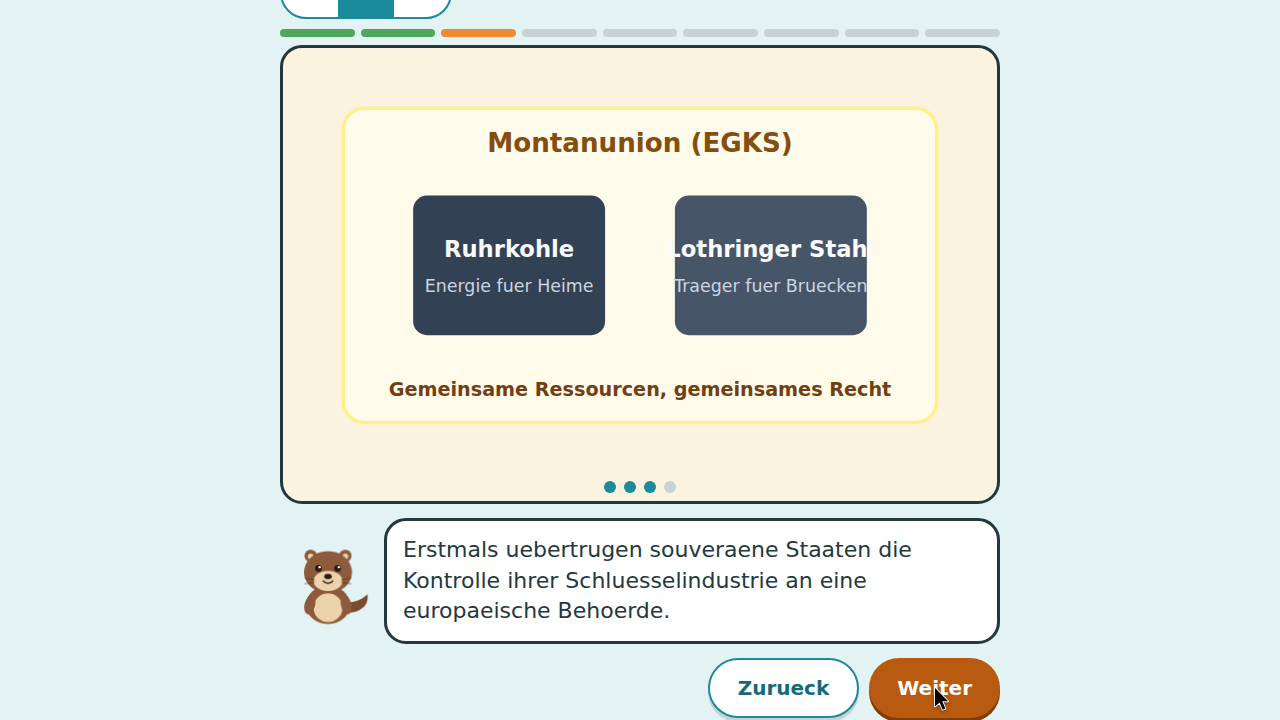 Montanunion (EGKS)
Ruhrkohle
Energie fuer Heime
Lothringer Stahl
Traeger fuer Bruecken
Gemeinsame Ressourcen, gemeinsames Recht
Erstmals uebertrugen souveraene Staaten die
Kontrolle ihrer Schluesselindustrie an eine
europaeische Behoerde.
Zurueck
Weiter